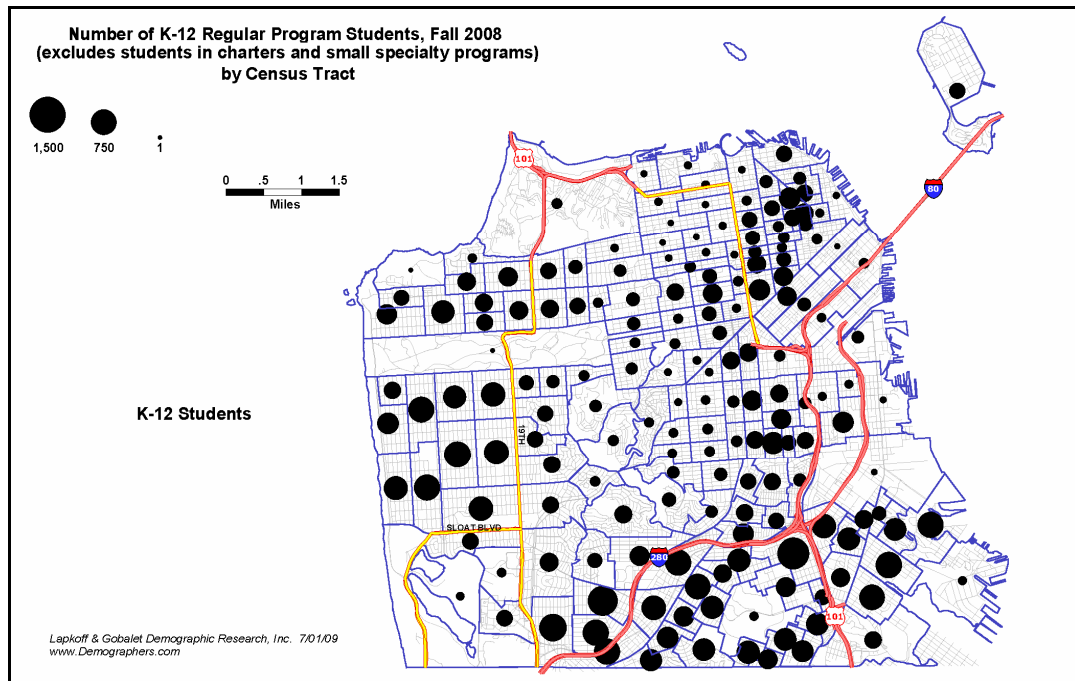 Number of K-12 Regular Program Students, Fall 2008
(excludes students in charters and small specialty programs)
by Census Tract
1,500 750 1
0 .5 1 1.5
Miles
101
80
K-12 Students
19TH
SLOAT BLVD
280
101
Lapkoff & Gobalet Demographic Research, Inc. 7/01/09
www.Demographers.com